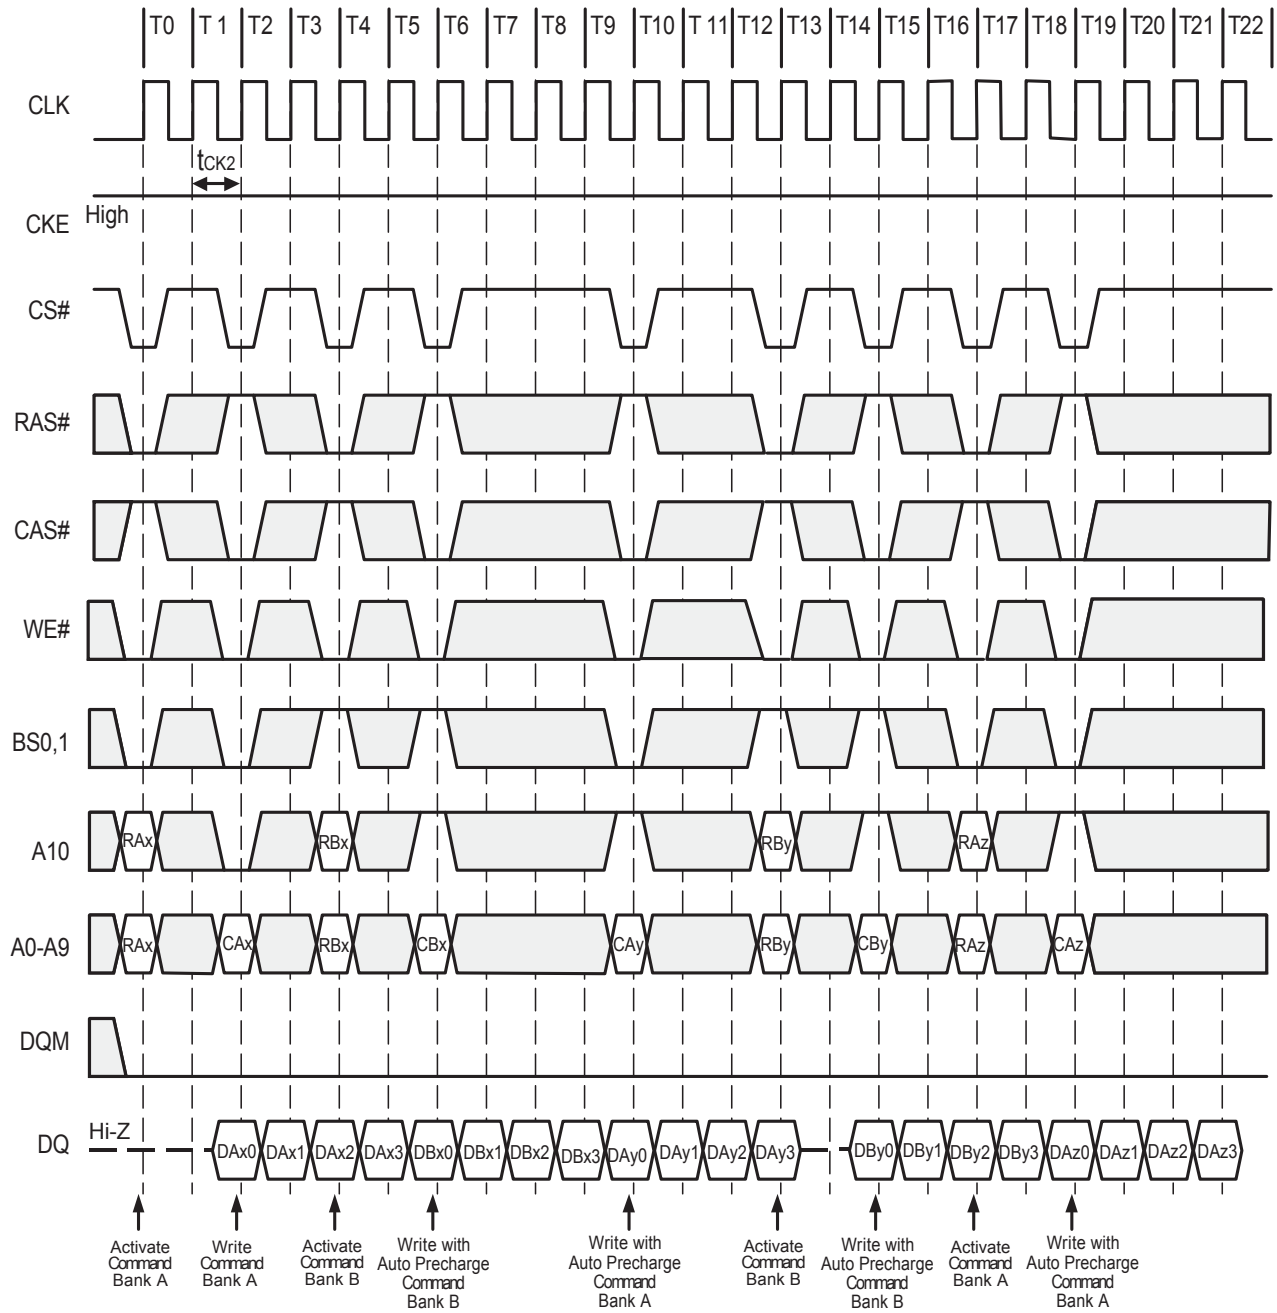 T0 T 1 T2 T3 T4 T5 T6 T7 T8 T9 T10 T 11 T12 T13 T14 T15 T16 T17 T18 T19 T20 T21 T22
CLK
tCK2
High
CKE
CS#
RAS#
CAS#
WE#
BS0,1
A10 RAx RBx RBy RAz
A0-A9 RAx CAx RBx CBx CAy RBy CBy RAz CAz
DQM
DQ Hi-Z DAx0 DAx1 DAx2 DAx3 DBx0 DBx1 DBx2 DBx3 DAy0 DAy1 DAy2 DAy3 DBy0 DBy1 DBy2 DBy3 DAz0 DAz1 DAz2 DAz3
Activate
Command
Bank A
Write
Command
Bank A
Activate
Command
Bank B
Write with
Auto Precharge
Command
Bank B
Write with
Auto Precharge
Command
Bank A
Activate
Command
Bank B
Write with
Auto Precharge
Command
Bank B
Activate
Command
Bank A
Write with
Auto Precharge
Command
Bank A